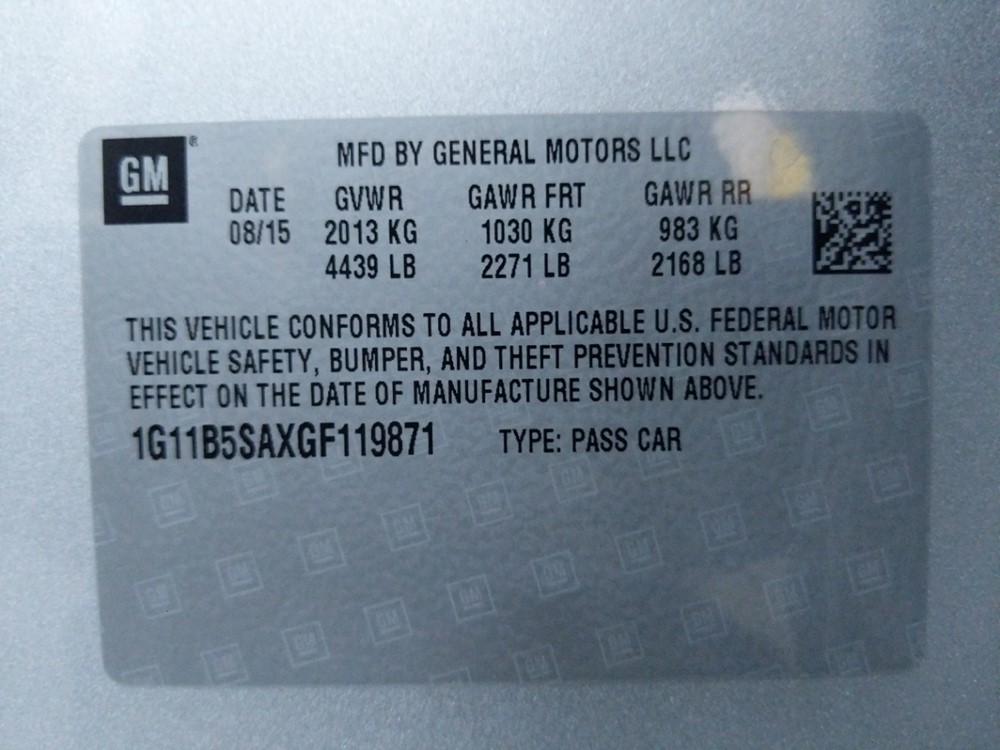 GM®
MFD BY GENERAL MOTORS LLC
DATE GVWR GAWR FRT GAWR RR
08/15 2013 KG 1030 KG 983 KG
4439 LB 2271 LB 2168 LB
THIS VEHICLE CONFORMS TO ALL APPLICABLE U.S. FEDERAL MOTOR
VEHICLE SAFETY, BUMPER, AND THEFT PREVENTION STANDARDS IN
EFFECT ON THE DATE OF MANUFACTURE SHOWN ABOVE.
1G11B5SAXGF119871 TYPE: PASS CAR